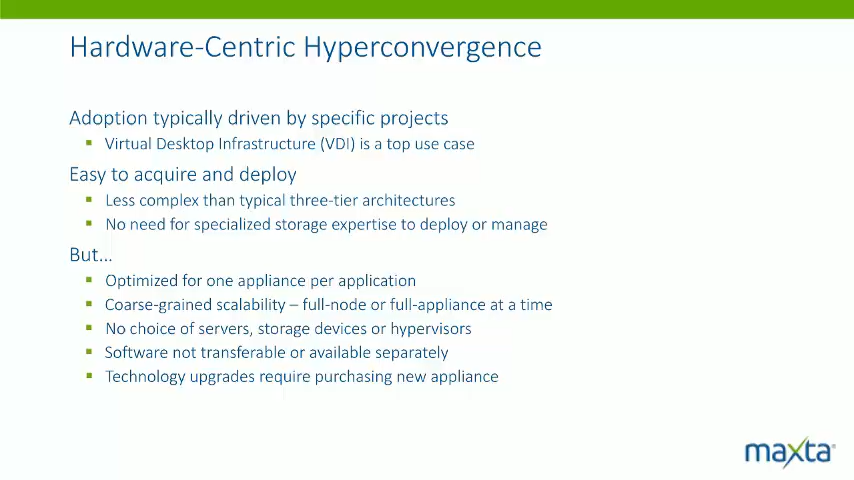 Hardware-Centric Hyperconvergence
Adoption typically driven by specific projects
Virtual Desktop Infrastructure (VDI) is a top use case
Easy to acquire and deploy
Less complex than typical three-tier architectures
No need for specialized storage expertise to deploy or manage
But...
Optimized for one appliance per application
Coarse-grained scalability – full-node or full-appliance at a time
No choice of servers, storage devices or hypervisors
Software not transferable or available separately
Technology upgrades require purchasing new appliance
maxta